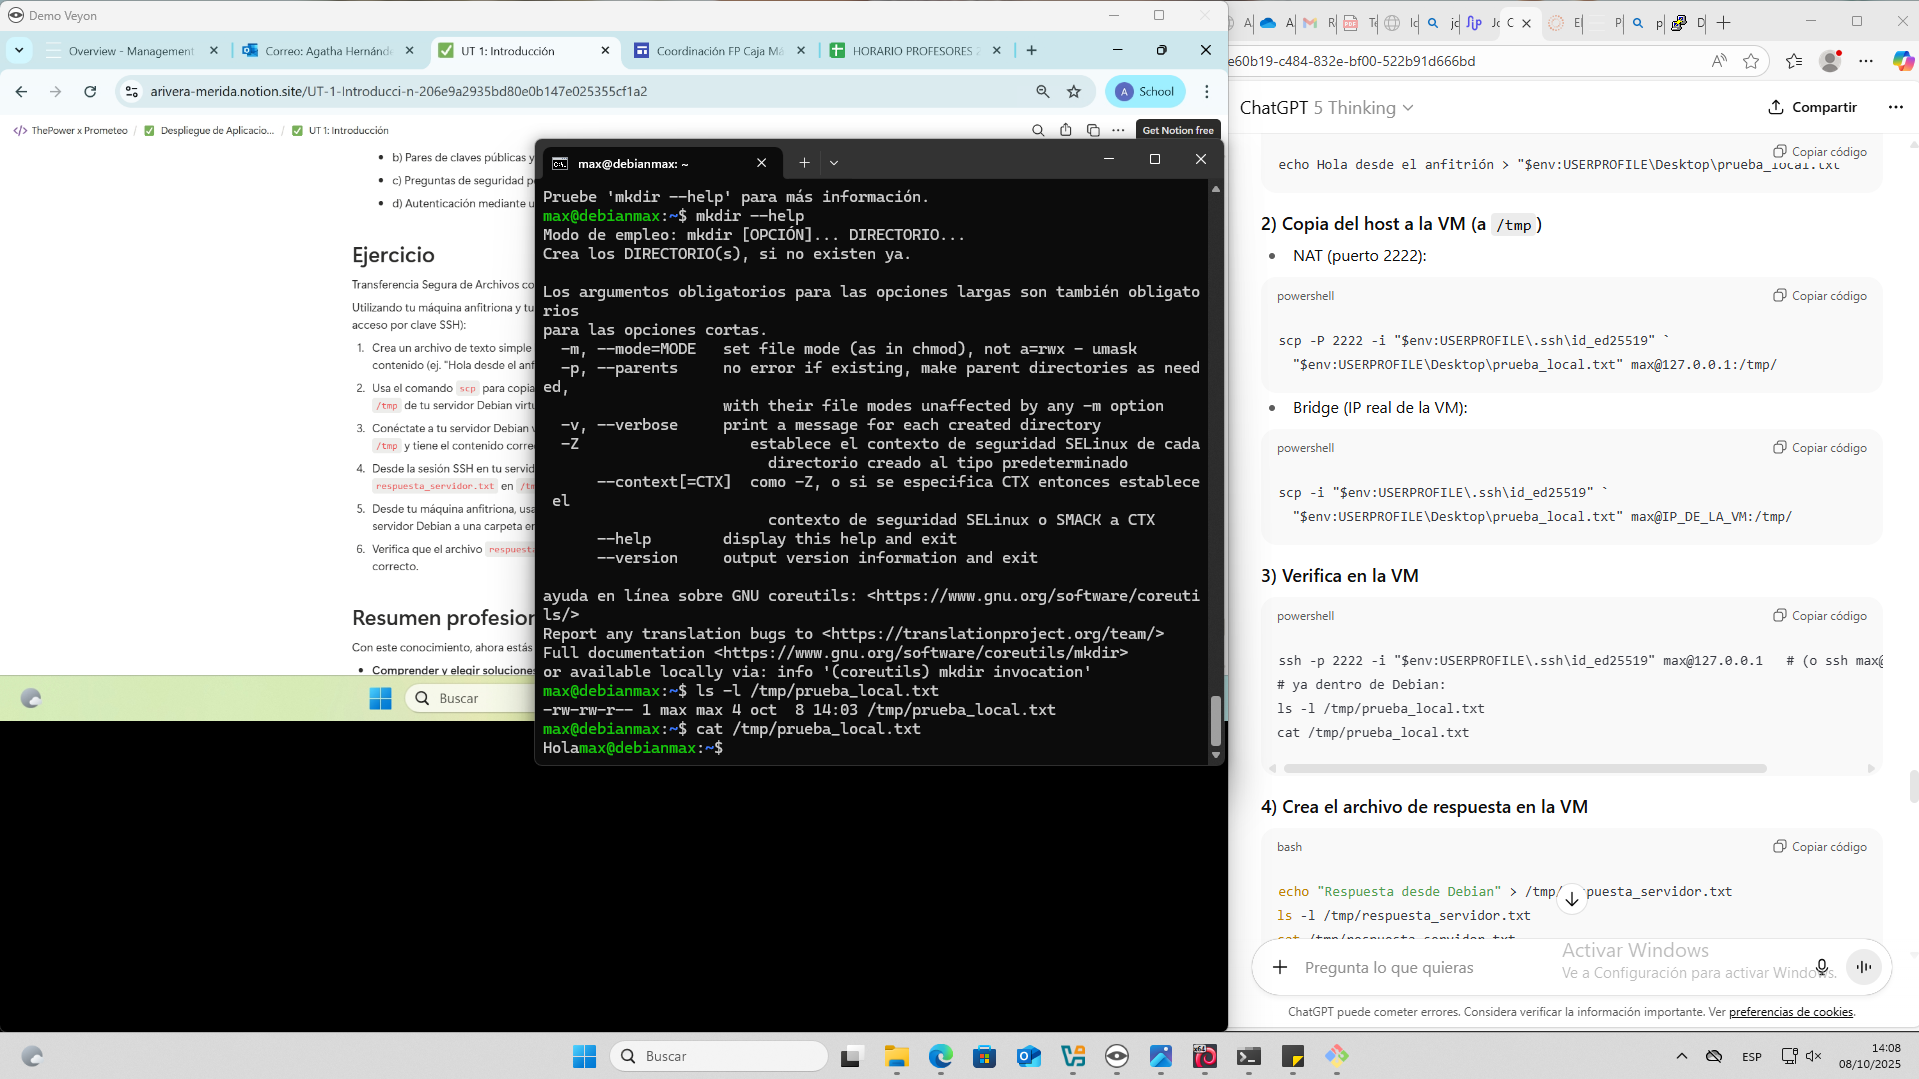 Demo Veyon
Overview - Management
Correo: Agatha Hernánde
UT 1: Introducción
Coordinación FP Caja Má
HORARIO PROFESORES 2
arivera-merida.notion.site/UT-1-Introducci-n-206e9a2935bd80e0b147e025355cf1a2
A School
ThePower x Prometeo / Despliegue de Aplicacio... / UT 1: Introducción
Get Notion free
b) Pares de claves públicas y
c) Preguntas de seguridad p
d) Autenticación mediante u
Ejercicio
Transferencia Segura de Archivos co
Utilizando tu máquina anfitriona y tu
acceso por clave SSH):
1. Crea un archivo de texto simple
contenido (ej. "Hola desde el anf
2. Usa el comando scp para copia
/tmp de tu servidor Debian virtu
3. Conéctate a tu servidor Debian v
/tmp y tiene el contenido corre
4. Desde la sesión SSH en tu servid
respuesta_servidor.txt en /tm
5. Desde tu máquina anfitriona, usa
servidor Debian a una carpeta en
6. Verifica que el archivo respuest
correcto.
Resumen profesion
Con este conocimiento, ahora estás
Comprender y elegir soluciones
Buscar
max@debianmax: ~
Pruebe 'mkdir --help' para más información.
max@debianmax:~$ mkdir --help
Modo de empleo: mkdir [OPCIÓN]... DIRECTORIO...
Crea los DIRECTORIO(s), si no existen ya.
Los argumentos obligatorios para las opciones largas son también obligato
rios
para las opciones cortas.
-m, --mode=MODE set file mode (as in chmod), not a=rwx - umask
-p, --parents no error if existing, make parent directories as need
ed,
with their file modes unaffected by any -m option
-v, --verbose print a message for each created directory
-Z establece el contexto de seguridad SELinux de cada
directorio creado al tipo predeterminado
--context[=CTX] como -Z, o si se especifica CTX entonces establece
el
contexto de seguridad SELinux o SMACK a CTX
--help display this help and exit
--version output version information and exit
ayuda en línea sobre GNU coreutils: <https://www.gnu.org/software/coreuti
ls/>
Report any translation bugs to <https://translationproject.org/team/>
Full documentation <https://www.gnu.org/software/coreutils/mkdir>
or available locally via: info '(coreutils) mkdir invocation'
max@debianmax:~$ ls -l /tmp/prueba_local.txt
-rw-rw-r-- 1 max max 4 oct  8 14:03 /tmp/prueba_local.txt
max@debianmax:~$ cat /tmp/prueba_local.txt
Holamax@debianmax:~$
e60b19-c484-832e-bf00-522b91d666bd
ChatGPT 5 Thinking
Compartir
Copiar código
echo Hola desde el anfitrión > "$env:USERPROFILE\Desktop\prueba_local.txt"
2) Copia del host a la VM (a /tmp)
NAT (puerto 2222):
powershell
Copiar código
scp -P 2222 -i "$env:USERPROFILE\.ssh\id_ed25519" `
"$env:USERPROFILE\Desktop\prueba_local.txt" max@127.0.0.1:/tmp/
Bridge (IP real de la VM):
powershell
Copiar código
scp -i "$env:USERPROFILE\.ssh\id_ed25519" `
"$env:USERPROFILE\Desktop\prueba_local.txt" max@IP_DE_LA_VM:/tmp/
3) Verifica en la VM
powershell
Copiar código
ssh -p 2222 -i "$env:USERPROFILE\.ssh\id_ed25519" max@127.0.0.1 # (o ssh max@
# ya dentro de Debian:
ls -l /tmp/prueba_local.txt
cat /tmp/prueba_local.txt
4) Crea el archivo de respuesta en la VM
bash
Copiar código
echo "Respuesta desde Debian" > /tmp/ puesta_servidor.txt
ls -l /tmp/respuesta_servidor.txt
cat /tmp/respuesta_servidor.txt
Activar Windows
Ve a Configuración para activar Windows.
Pregunta lo que quieras
ChatGPT puede cometer errores. Considera verificar la información importante. Ver preferencias de cookies.
Buscar
ESP
14:08
08/10/2025